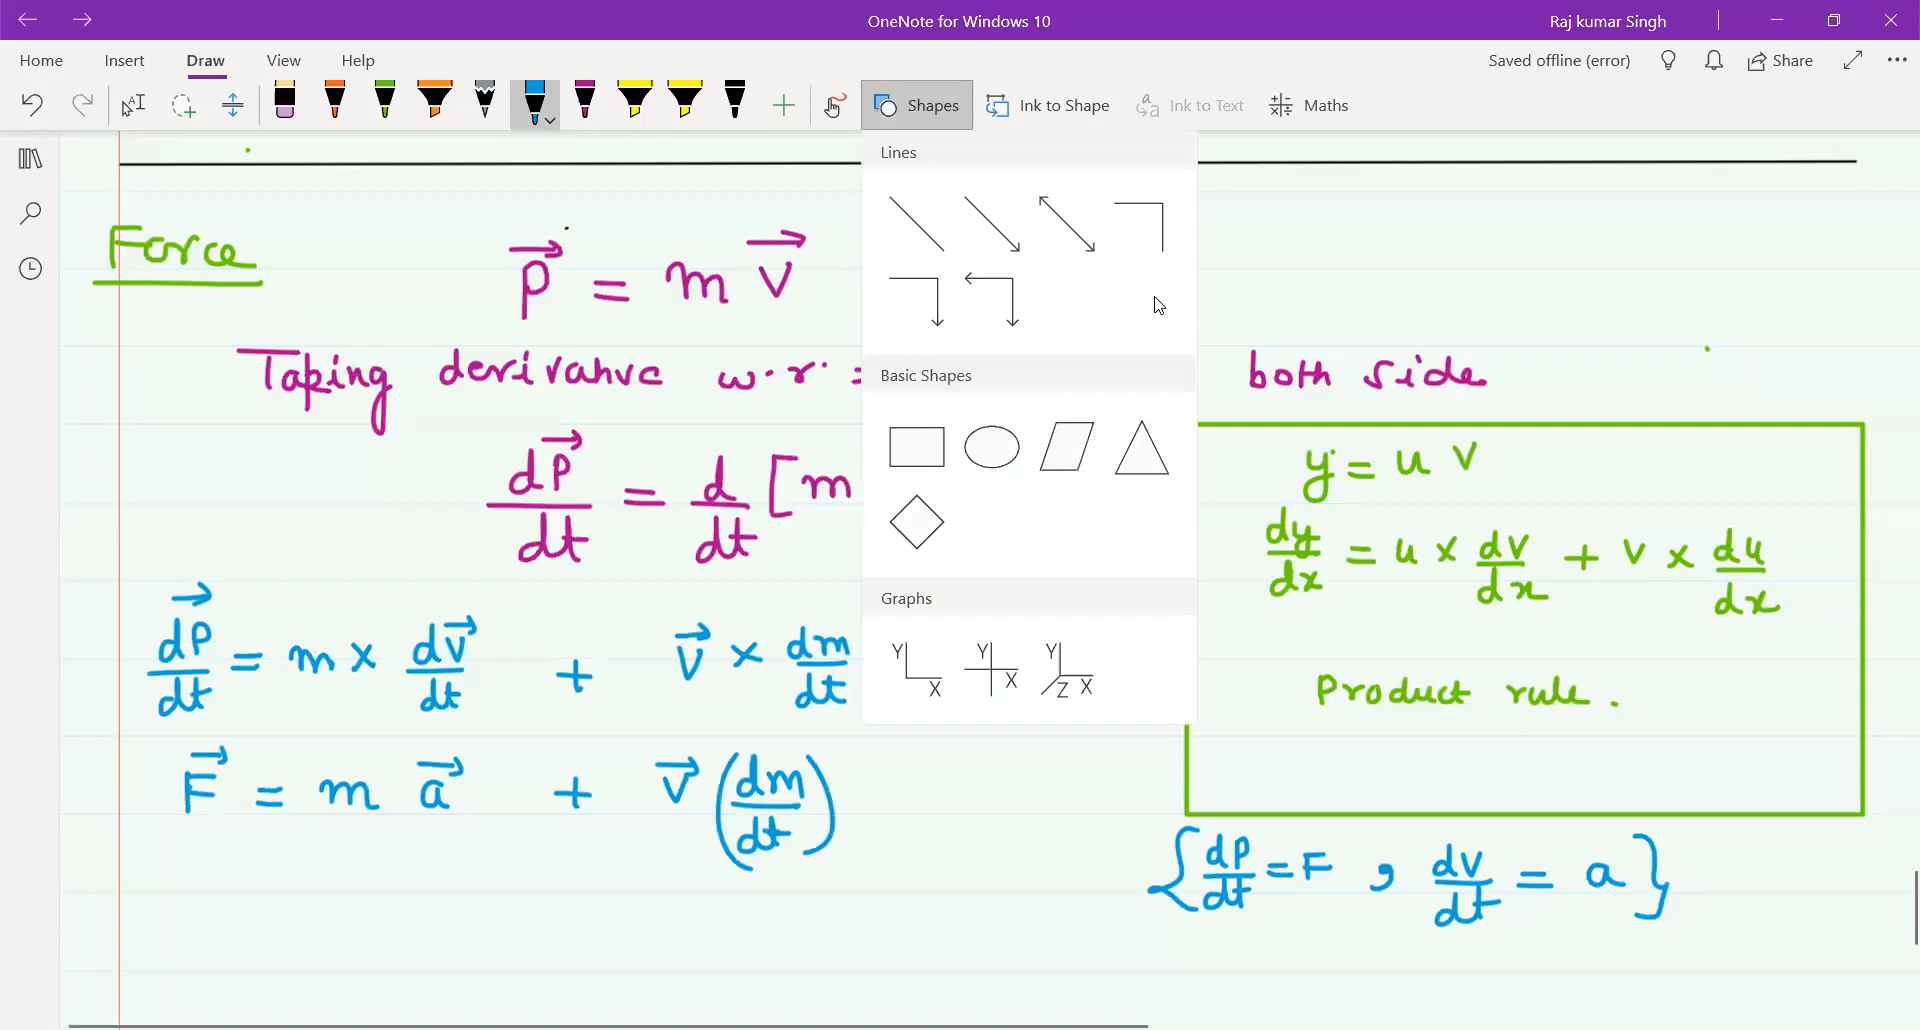 OneNote for Windows 10
Raj kumar Singh
Home Insert Draw View Help
Saved offline (error) Share
Shapes Ink to Shape Ink to Text Maths
Lines
Basic Shapes
Graphs
Y X Y X Y Z X
Force
P⃗ = m V⃗
Taking derivative w.r. both side
dP⃗/dt = d/dt [m
dP⃗/dt = m × dV⃗/dt + V⃗ × dm/dt
F⃗ = m a⃗ + V⃗ (dm/dt)
y = u v
dy/dx = u × dv/dx + v × du/dx
Product rule.
{dP/dt = F , dV/dt = a}